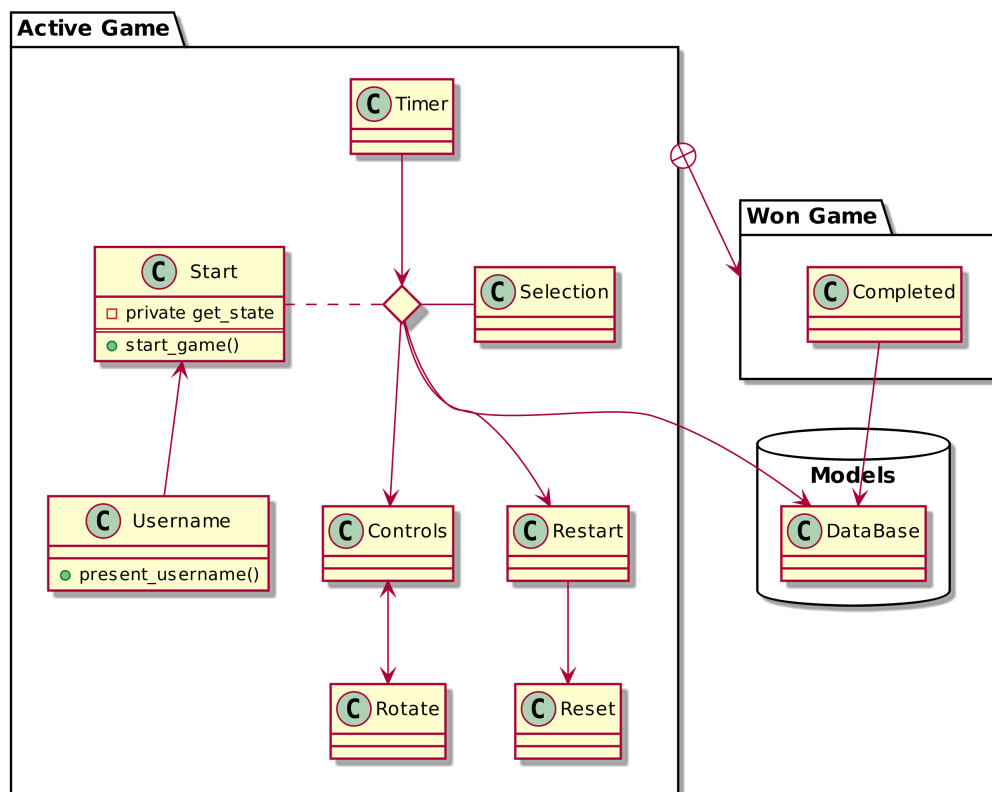 Active Game
C Timer
Won Game
C Start
C Selection
C Completed
private get_state
start_game()
Models
C Username
C Controls
C Restart
C DataBase
present_username()
C Rotate
C Reset